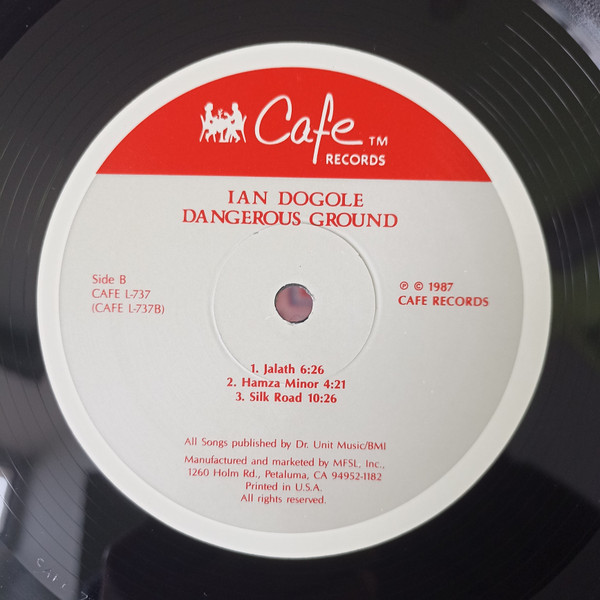 Cafe TM
RECORDS
IAN DOGOLE
DANGEROUS GROUND
Side B
CAFE L-737
(CAFE L-737B)
℗ © 1987
CAFE RECORDS
1. Jalath 6:26
2. Hamza Minor 4:21
3. Silk Road 10:26
All Songs published by Dr. Unit Music/BMI
Manufactured and marketed by MFSL, Inc.,
1260 Holm Rd., Petaluma, CA 94952-1182
Printed in U.S.A.
All rights reserved.